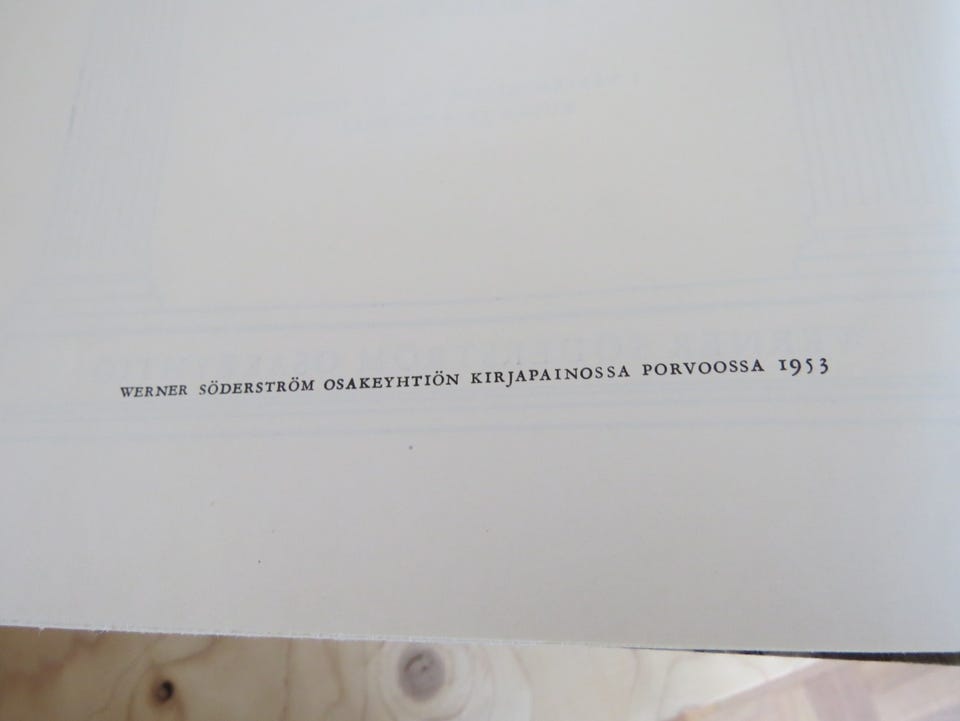 WERNER SÖDERSTRÖM OSAKEYHTIÖN KIRJAPAINOSSA PORVOOSSA 1953